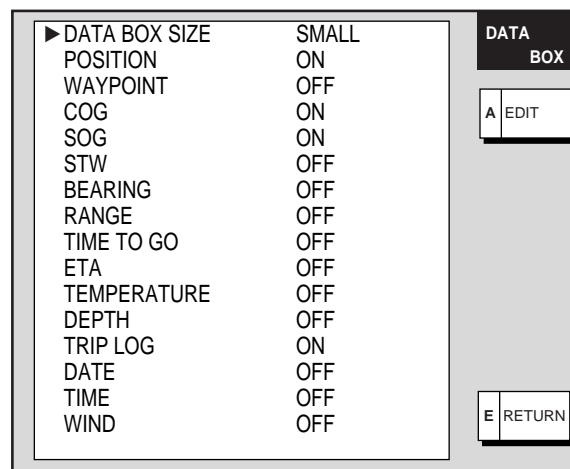 ▶DATA BOX SIZE SMALL
POSITION ON
WAYPOINT OFF
COG ON
SOG ON
STW OFF
BEARING OFF
RANGE OFF
TIME TO GO OFF
ETA OFF
TEMPERATURE OFF
DEPTH OFF
TRIP LOG ON
DATE OFF
TIME OFF
WIND OFF
DATA
BOX
A EDIT
E RETURN